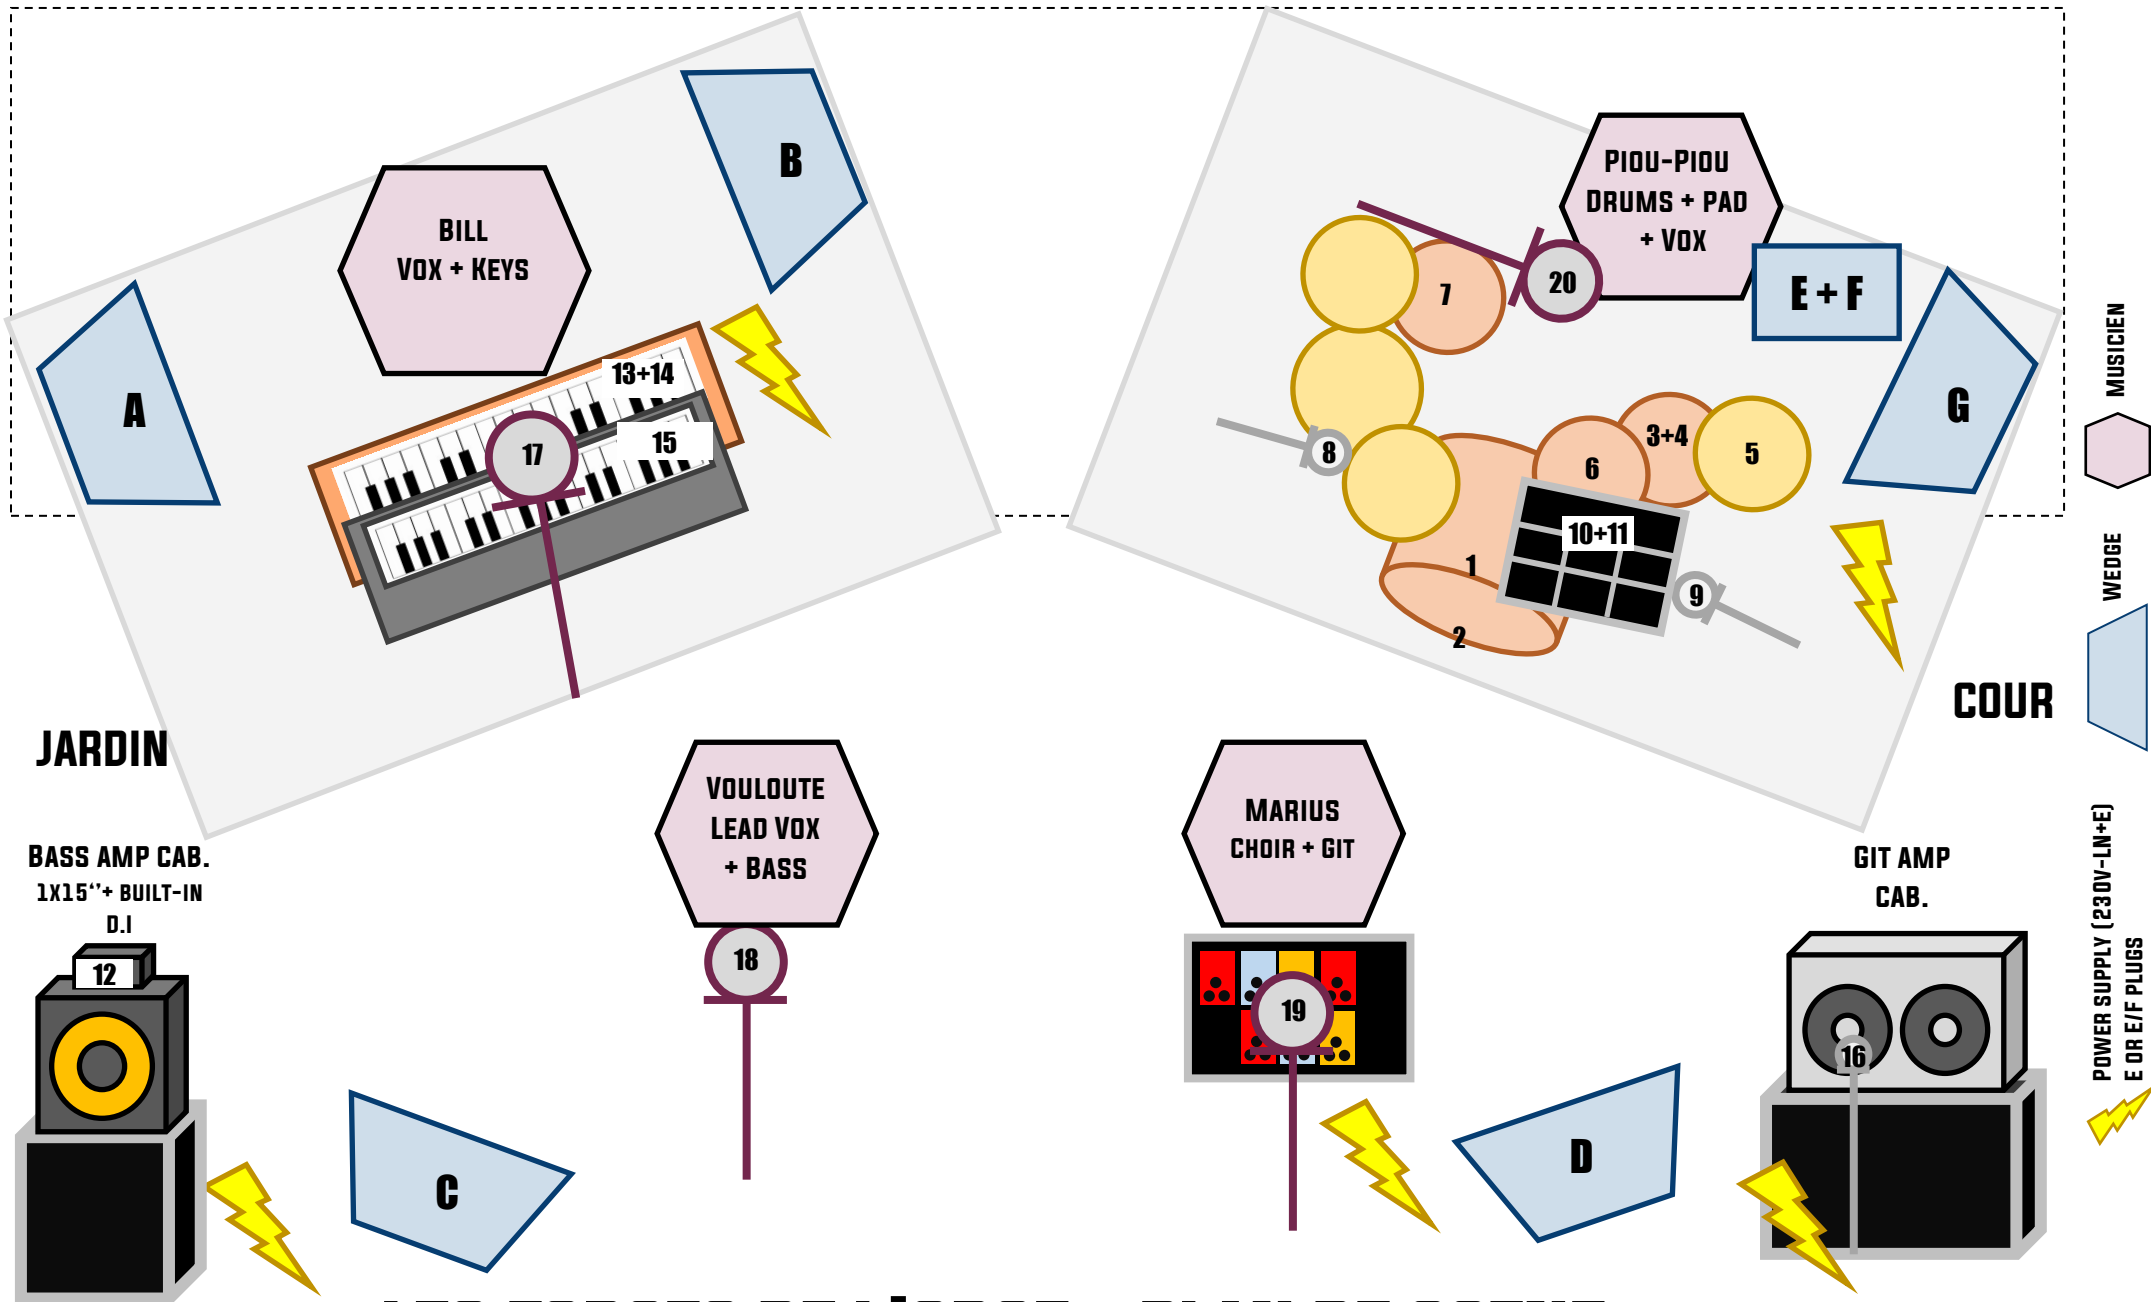 B
BILL
VOX + KEYS
A
13+14
15
17
PIOU-PIOU
DRUMS + PAD
+ VOX
20
7
E + F
G
8
3+4
5
6
10+11
1
9
2
MUSICIEN
WEDGE
POWER SUPPLY (230V-LN+E)
E OR E/F PLUGS
JARDIN
COUR
VOULOUTE
LEAD VOX
+ BASS
MARIUS
CHOIR + GIT
BASS AMP CAB.
1X15‘’+ BUILT-IN
D.I
12
GIT AMP
CAB.
18
19
16
C
D